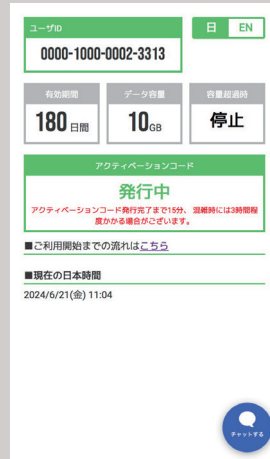 ユーザID
日 EN
0000-1000-0002-3313
有効期間
データ容量
容量超過時
180日間
10GB
停止
アクティベーションコード
発行中
アクティベーションコード発行完了まで15分、混雑時には3時間程
度かかる場合がございます。
■ご利用開始までの流れはこちら
■現在の日本時間
2024/6/21(金) 11:04
チャットする